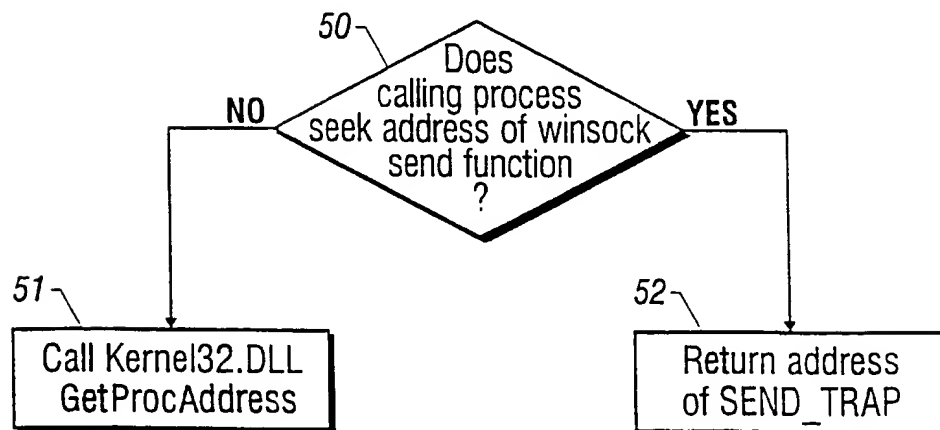 50
Does
calling process
seek address of winsock
send function
?
NO
YES
51
Call Kernel32.DLL
GetProcAddress
52
Return address
of SEND_TRAP